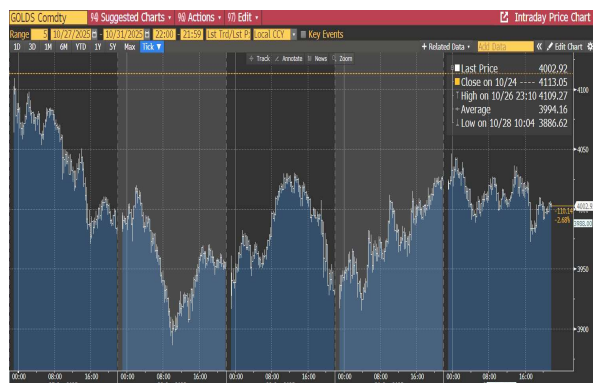 GOLDS Comdty 94) Suggested Charts 96) Actions 97) Edit Intraday Price Chart
Range 5 10/27/2025 - 10/31/2025 22:00 - 21:59 Lst Trd/Lst P Local CCY Key Events
1D 3D 1M 6M YTD 1Y 5Y Max Tick + Related Data Add Data Edit Chart
Track Annotate News Zoom
Last Price 4002.92
Close on 10/24 ---- 4113.05
High on 10/26 23:10 4109.27
Average 3994.16
Low on 10/28 10:04 3886.62
4100
4050
4002.9
-110.14
-2.68%
3988.00
3950
3900
00:00 08:00 16:00 00:00 08:00 16:00 00:00 08:00 16:00 00:00 08:00 16:00 00:00 08:00 16:00